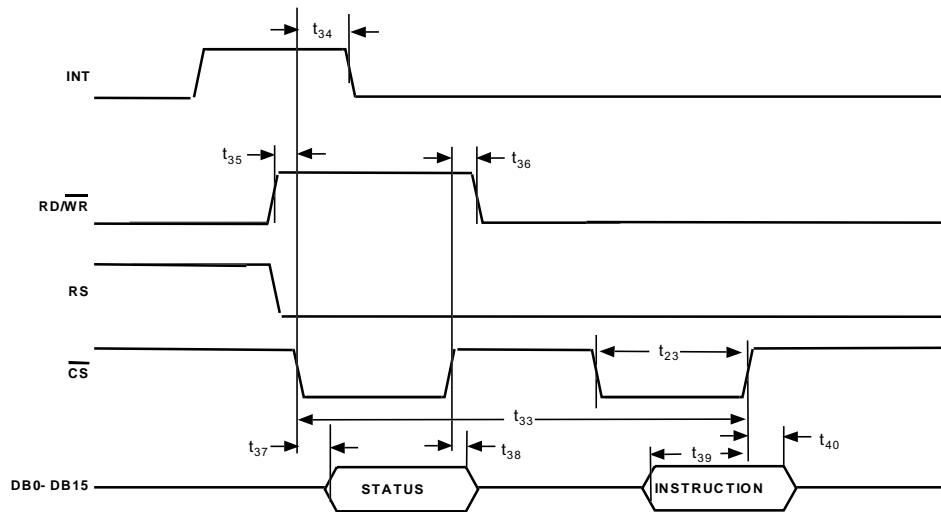 t34
INT
t35
t36
RD/WR
RS
t23
CS
t33
t37
t38
t39
t40
DB0- DB15
STATUS
INSTRUCTION